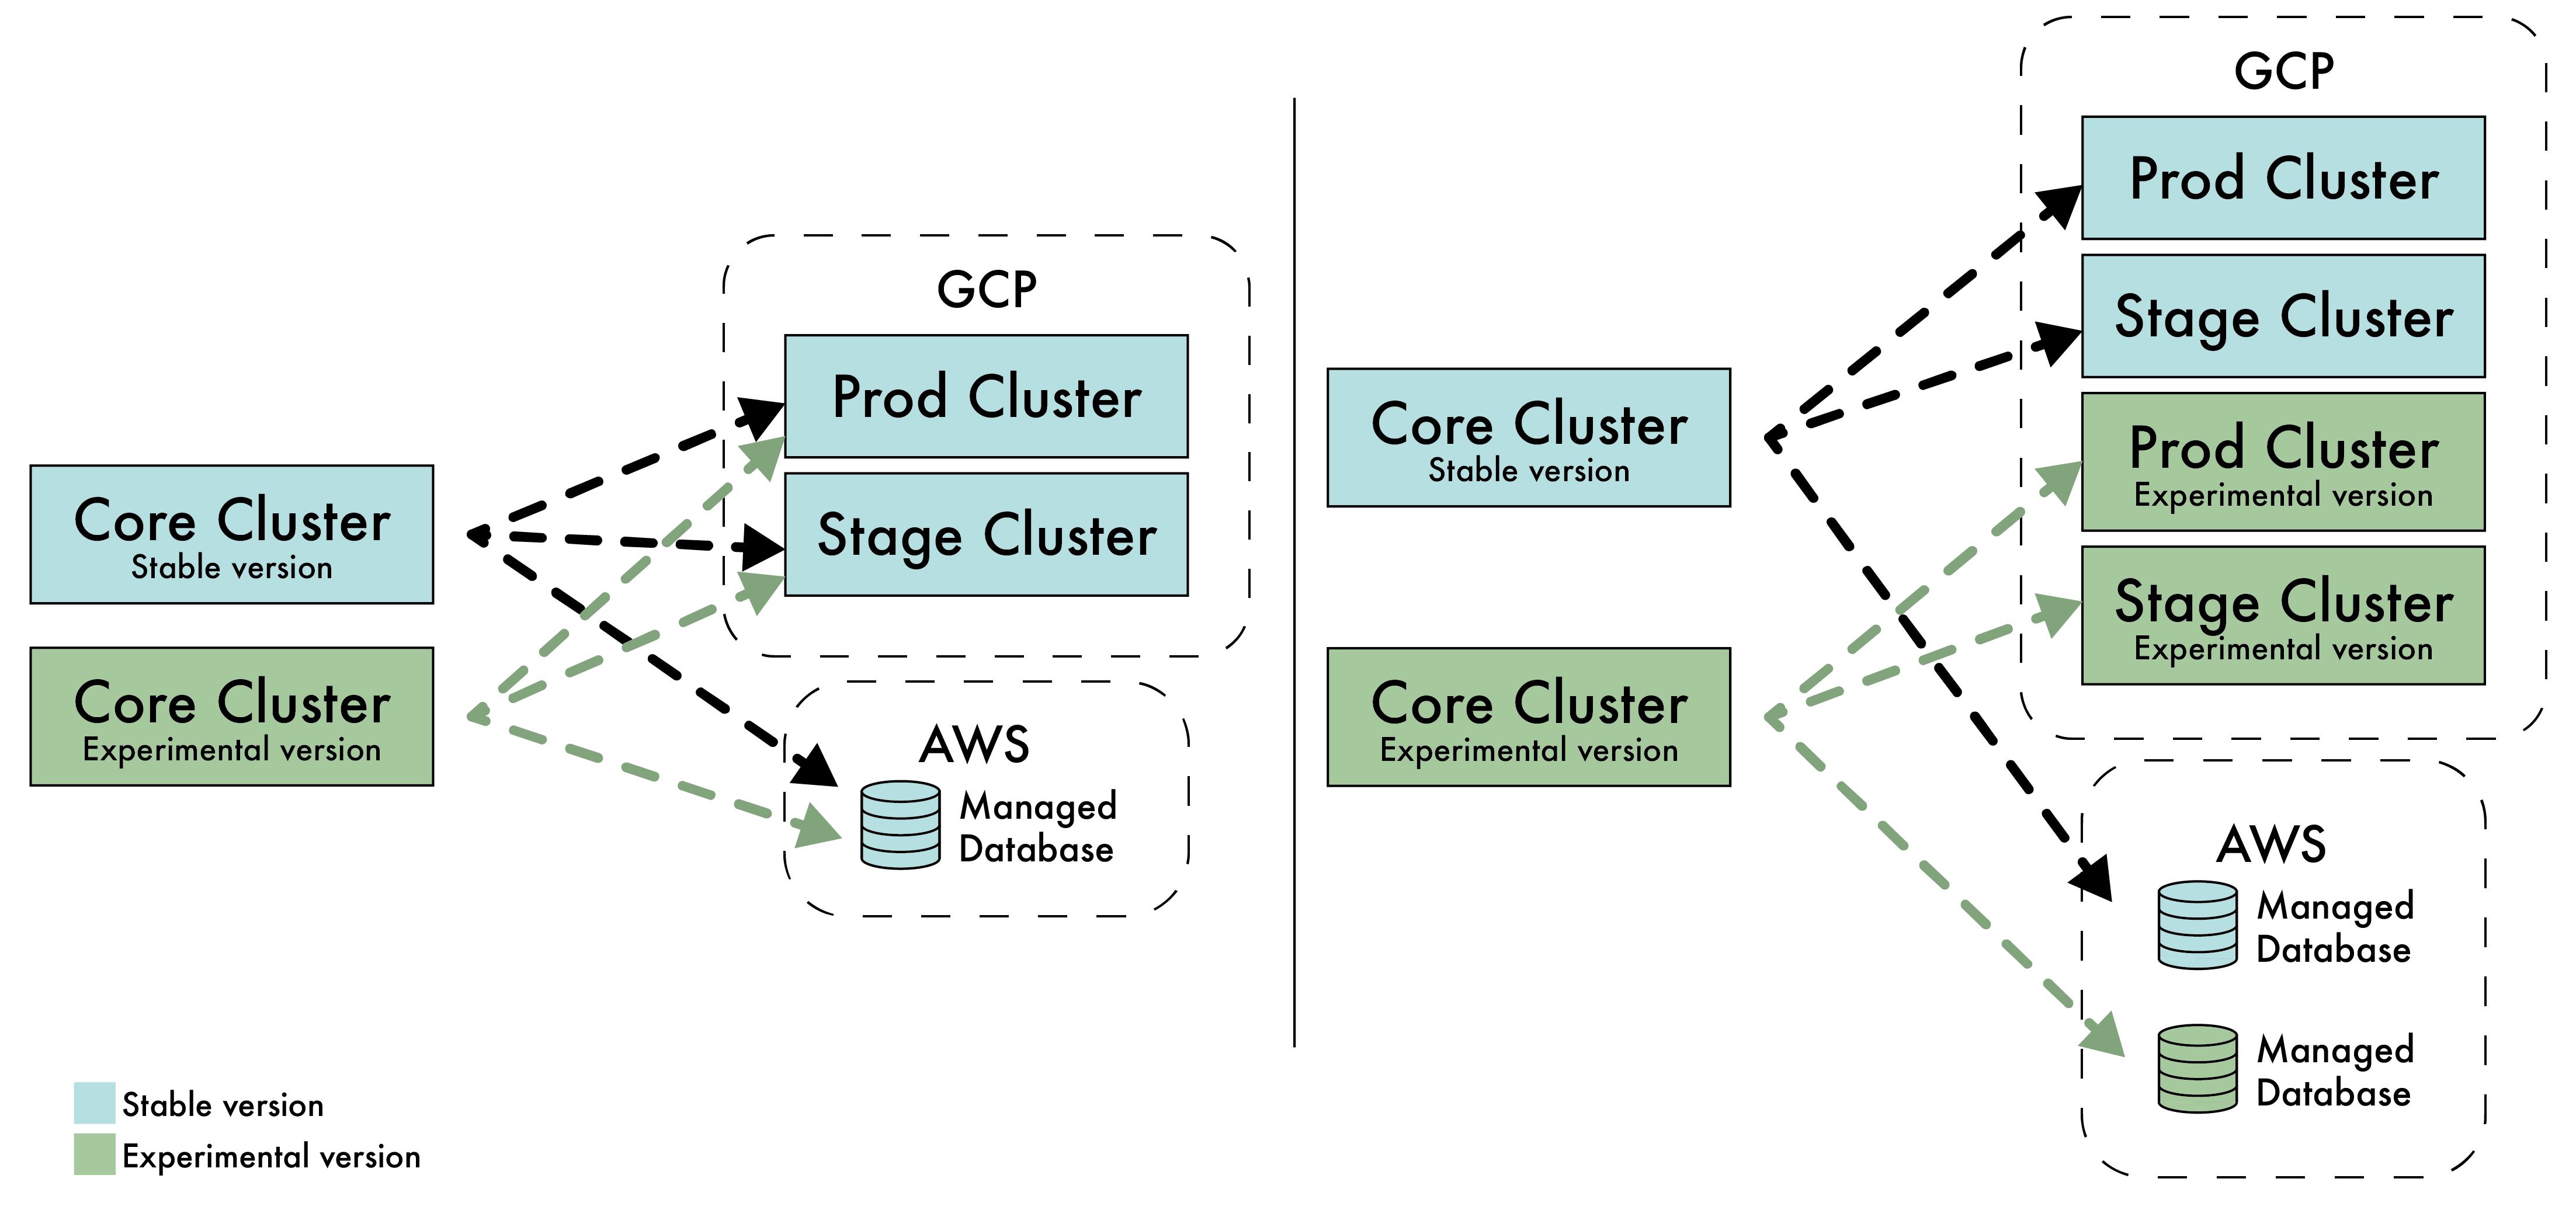 GCP
Prod Cluster
Stage Cluster
Core Cluster
Stable version
Core Cluster
Experimental version
AWS
Managed
Database
Stable version
Experimental version
GCP
Prod Cluster
Stage Cluster
Prod Cluster
Experimental version
Stage Cluster
Experimental version
Core Cluster
Stable version
Core Cluster
Experimental version
AWS
Managed
Database
Managed
Database